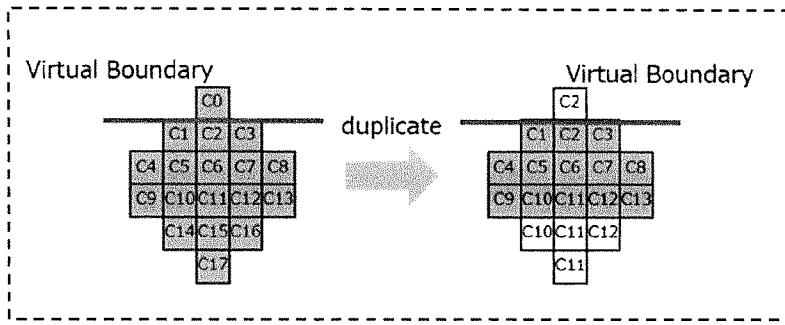 Virtual Boundary
Virtual Boundary
C0
C2
duplicate
C1 C2 C3
C1 C2 C3
C4 C5 C6 C7 C8
C4 C5 C6 C7 C8
C9 C10 C11 C12 C13
C9 C10 C11 C12 C13
C14 C15 C16
C10 C11 C12
C17
C11